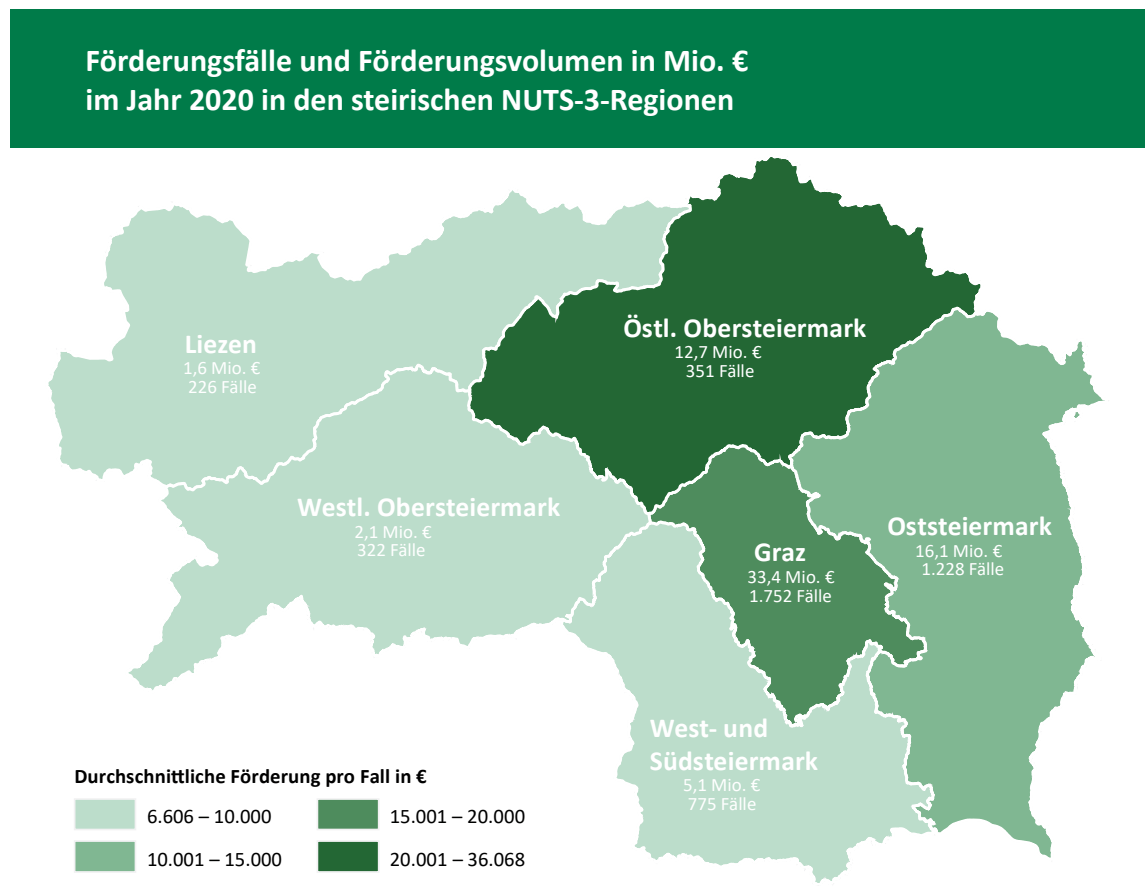 Förderungsfälle und Förderungsvolumen in Mio. €
im Jahr 2020 in den steirischen NUTS-3-Regionen
Östl. Obersteiermark
12,7 Mio. €
351 Fälle
Liezen
1,6 Mio. €
226 Fälle
Westl. Obersteiermark
2,1 Mio. €
322 Fälle
Oststeiermark
16,1 Mio. €
1.228 Fälle
Graz
33,4 Mio. €
1.752 Fälle
West- und
Südsteiermark
5,1 Mio. €
775 Fälle
Durchschnittliche Förderung pro Fall in €
6.606 – 10.000
15.001 – 20.000
10.001 – 15.000
20.001 – 36.068